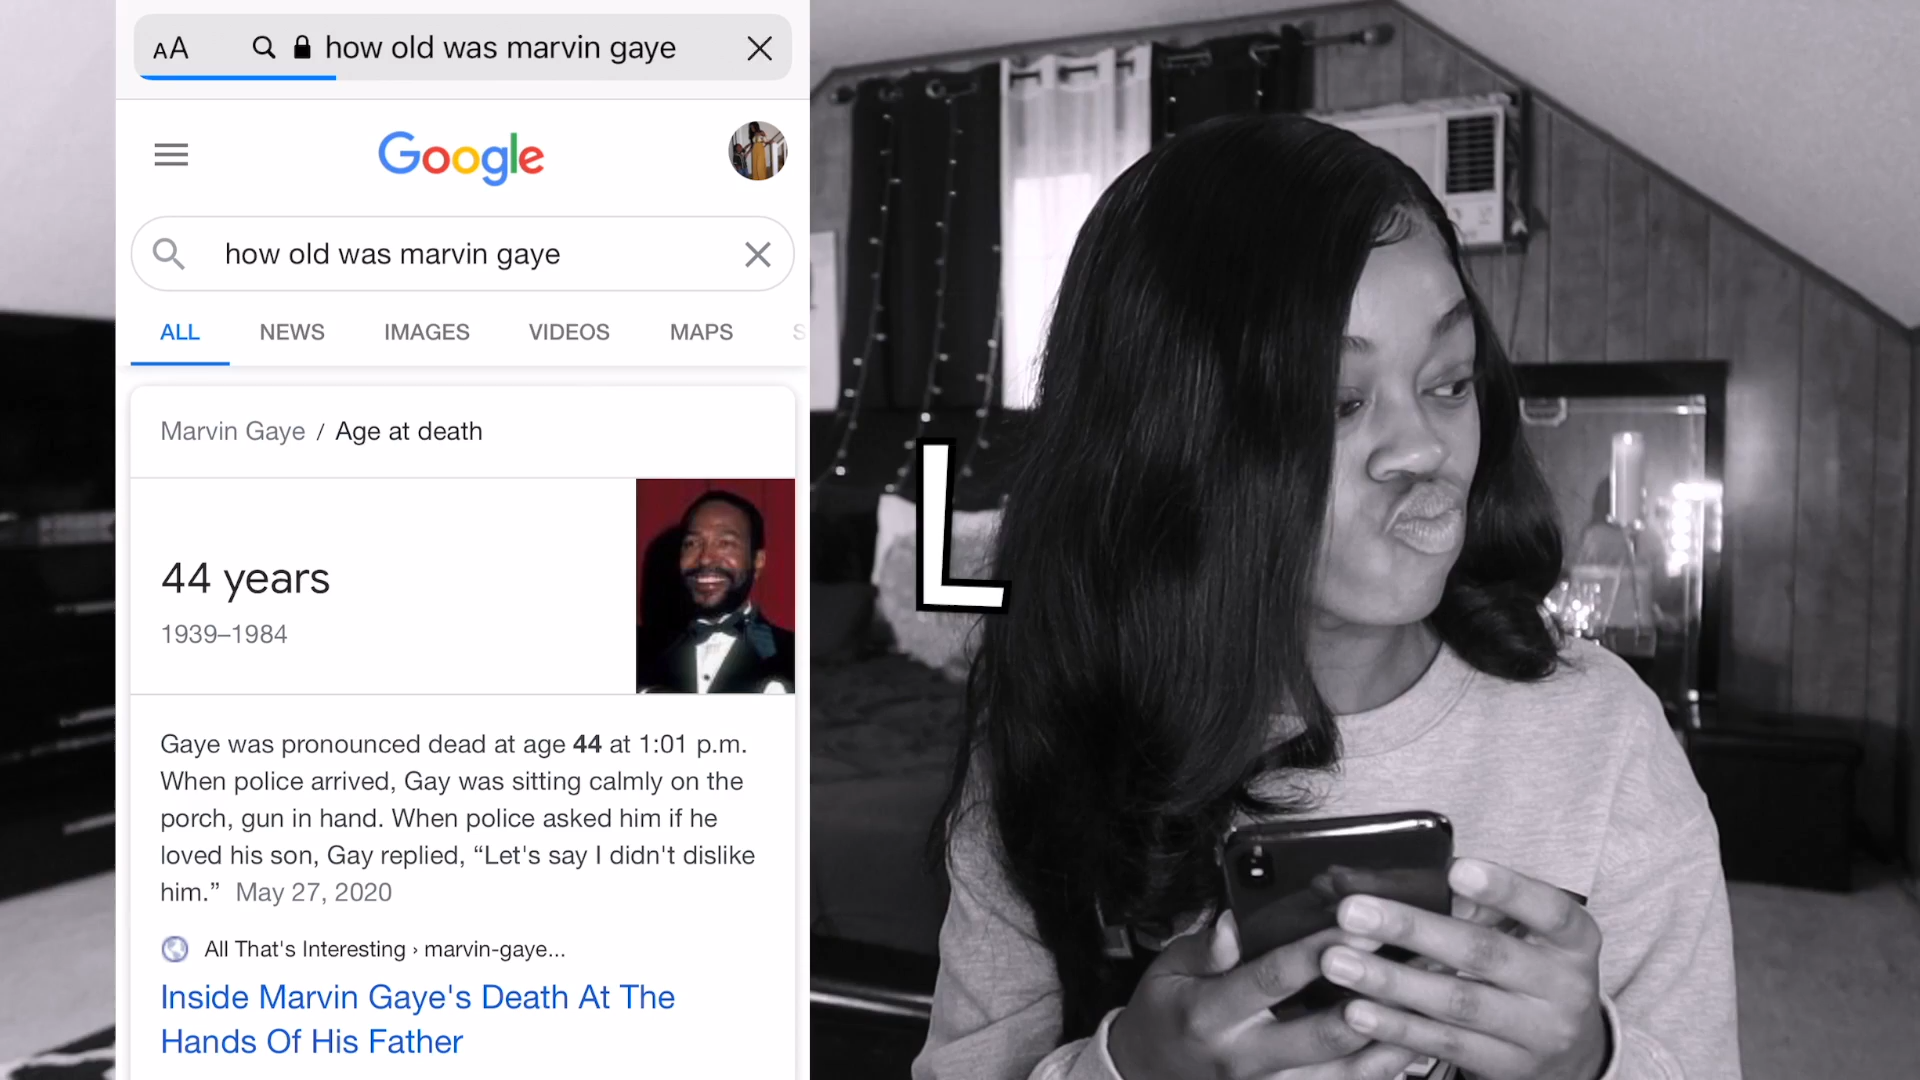 AA how old was marvin gaye
Google
how old was marvin gaye
ALL NEWS IMAGES VIDEOS MAPS S
Marvin Gaye / Age at death
44 years
1939–1984
Gaye was pronounced dead at age 44 at 1:01 p.m.
When police arrived, Gay was sitting calmly on the
porch, gun in hand. When police asked him if he
loved his son, Gay replied, “Let's say I didn't dislike
him.” May 27, 2020
All That's Interesting › marvin-gaye...
Inside Marvin Gaye's Death At The
Hands Of His Father
L